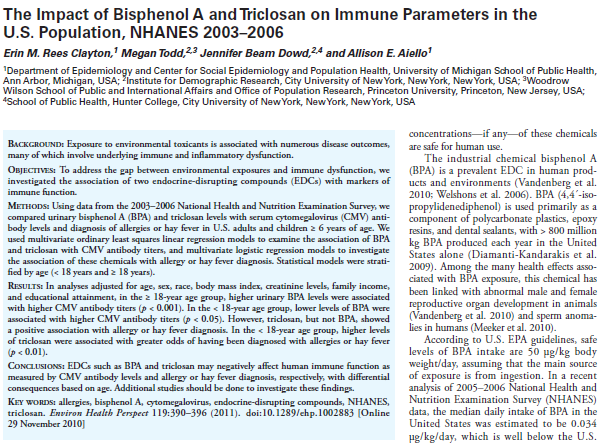 The Impact of Bisphenol A and Triclosan on Immune Parameters in the
U.S. Population, NHANES 2003–2006
Erin M. Rees Clayton,1 Megan Todd,2,3 Jennifer Beam Dowd,2,4 and Allison E. Aiello1
1Department of Epidemiology and Center for Social Epidemiology and Population Health, University of Michigan School of Public Health,
Ann Arbor, Michigan, USA; 2Institute for Demographic Research, City University of New York, New York, New York, USA; 3Woodrow
Wilson School of Public and International Affairs and Office of Population Research, Princeton University, Princeton, New Jersey, USA;
4School of Public Health, Hunter College, City University of New York, New York, New York, USA
Background: Exposure to environmental toxicants is associated with numerous disease outcomes,
many of which involve underlying immune and inflammatory dysfunction.
Objectives: To address the gap between environmental exposures and immune dysfunction, we
investigated the association of two endocrine-disrupting compounds (EDCs) with markers of
immune function.
Methods: Using data from the 2003–2006 National Health and Nutrition Examination Survey, we
compared urinary bisphenol A (BPA) and triclosan levels with serum cytomegalovirus (CMV) anti-
body levels and diagnosis of allergies or hay fever in U.S. adults and children ≥ 6 years of age. We
used multivariate ordinary least squares linear regression models to examine the association of BPA
and triclosan with CMV antibody titers, and multivariate logistic regression models to investigate
the association of these chemicals with allergy or hay fever diagnosis. Statistical models were strati-
fied by age (< 18 years and ≥ 18 years).
Results: In analyses adjusted for age, sex, race, body mass index, creatinine levels, family income,
and educational attainment, in the ≥ 18-year age group, higher urinary BPA levels were associated
with higher CMV antibody titers (p < 0.001). In the < 18-year age group, lower levels of BPA were
associated with higher CMV antibody titers (p < 0.05). However, triclosan, but not BPA, showed
a positive association with allergy or hay fever diagnosis. In the < 18-year age group, higher levels
of triclosan were associated with greater odds of having been diagnosed with allergies or hay fever
(p < 0.01).
Conclusions: EDCs such as BPA and triclosan may negatively affect human immune function as
measured by CMV antibody levels and allergy or hay fever diagnosis, respectively, with differential
consequences based on age. Additional studies should be done to investigate these findings.
Key words: allergies, bisphenol A, cytomegalovirus, endocrine-disrupting compounds, NHANES,
triclosan. Environ Health Perspect 119:390–396 (2011). doi:10.1289/ehp.1002883 [Online
29 November 2010]
concentrations—if any—of these chemicals
are safe for human use.
The industrial chemical bisphenol A
(BPA) is a prevalent EDC in human prod-
ucts and environments (Vandenberg et al.
2010; Welshons et al. 2006). BPA (4,4´-iso-
propylidenediphenol) is used primarily as a
component of polycarbonate plastics, epoxy
resins, and dental sealants, with > 800 million
kg BPA produced each year in the United
States alone (Diamanti-Kandarakis et al.
2009). Among the many health effects asso-
ciated with BPA exposure, this chemical has
been linked with abnormal male and female
reproductive organ development in animals
(Vandenberg et al. 2010) and sperm anoma-
lies in humans (Meeker et al. 2010).
According to U.S. EPA guidelines, safe
levels of BPA intake are 50 μg/kg body
weight/day, assuming that the main source
of exposure is from ingestion. In a recent
analysis of 2005–2006 National Health and
Nutrition Examination Survey (NHANES)
data, the median daily intake of BPA in the
United States was estimated to be 0.034
μg/kg/day, which is well below the U.S.